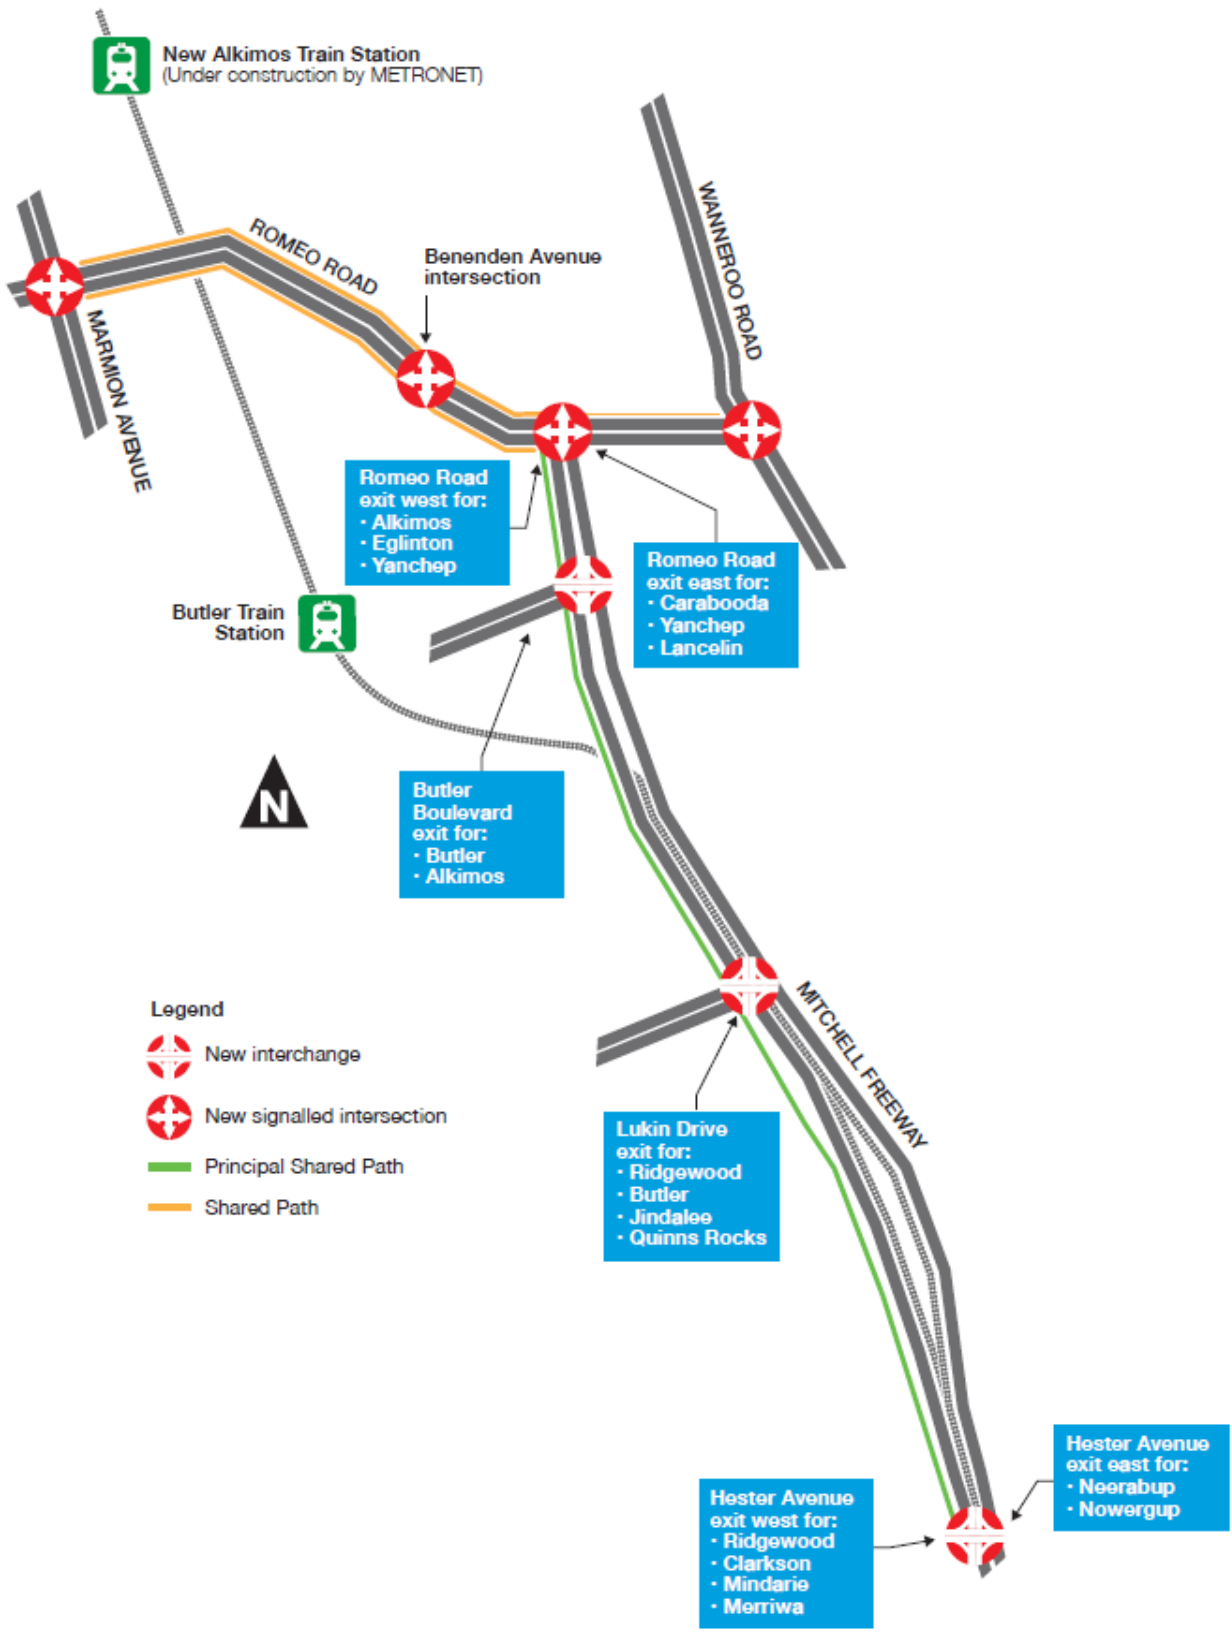 New Alkimos Train Station
(Under construction by METRONET)
ROMEO ROAD
WANNEROO ROAD
Benenden Avenue
intersection
MARMION AVENUE
Romeo Road
exit west for:
· Alkimos
· Eglinton
· Yanchep
Romeo Road
exit east for:
· Carabooda
· Yanchep
· Lancelin
Butler Train
Station
N
Butler
Boulevard
exit for:
· Butler
· Alkimos
MITCHELL FREEWAY
Legend
New interchange
New signalled intersection
Principal Shared Path
Shared Path
Lukin Drive
exit for:
· Ridgewood
· Butler
· Jindalee
· Quinns Rocks
Hester Avenue
exit east for:
· Neerabup
· Nowergup
Hester Avenue
exit west for:
· Ridgewood
· Clarkson
· Mindarie
· Merriwa